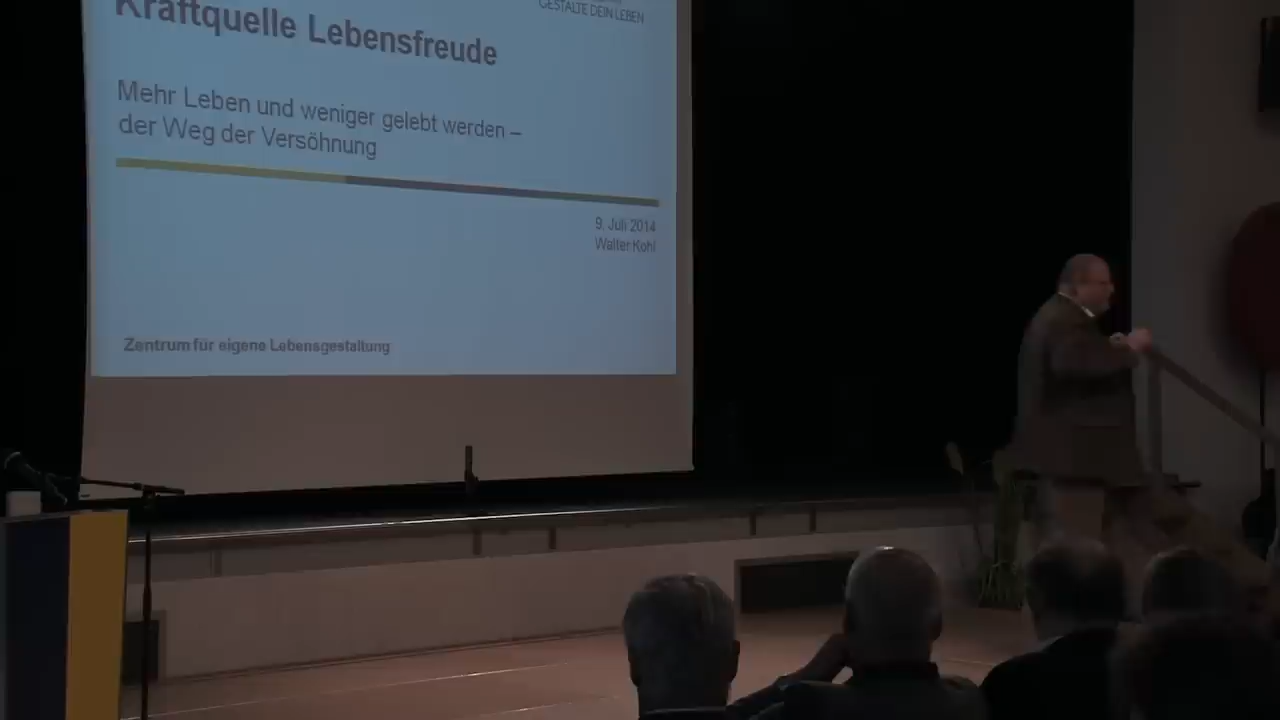 GESTALTE DEIN LEBEN
Kraftquelle Lebensfreude
Mehr Leben und weniger gelebt werden –
der Weg der Versöhnung
9. Juli 2014
Walter Kohl
Zentrum für eigene Lebensgestaltung